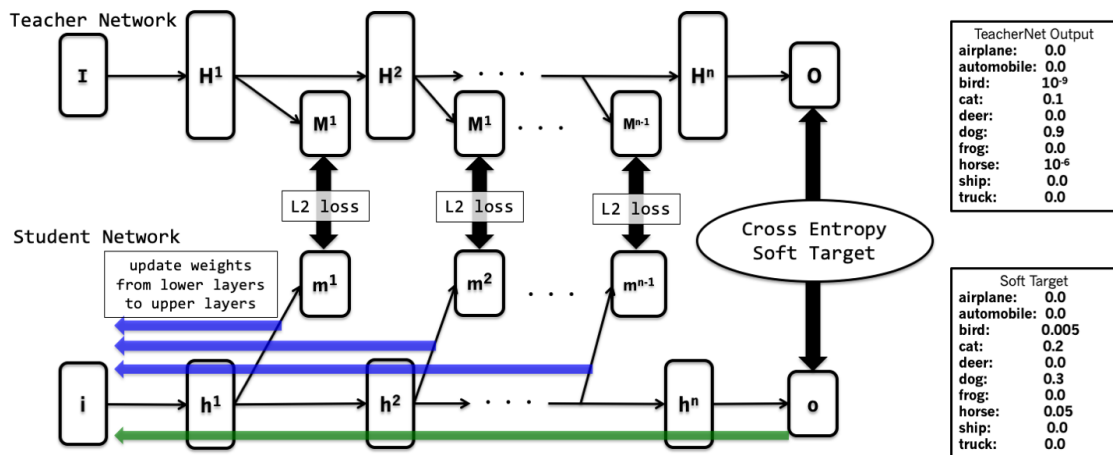 Teacher Network
I
H¹
H²
. . . .
Hⁿ
O
M¹
M¹
. . .
Mⁿ⁻¹
L2 loss
L2 loss
L2 loss
Cross Entropy
Soft Target
Student Network
update weights
from lower layers
to upper layers
m¹
m²
. . . .
mⁿ⁻¹
i
h¹
h²
. . . .
hⁿ
o
TeacherNet Output
airplane: 0.0
automobile: 0.0
bird: 10⁻⁹
cat: 0.1
deer: 0.0
dog: 0.9
frog: 0.0
horse: 10⁻⁶
ship: 0.0
truck: 0.0
Soft Target
airplane: 0.0
automobile: 0.0
bird: 0.005
cat: 0.2
deer: 0.0
dog: 0.3
frog: 0.0
horse: 0.05
ship: 0.0
truck: 0.0